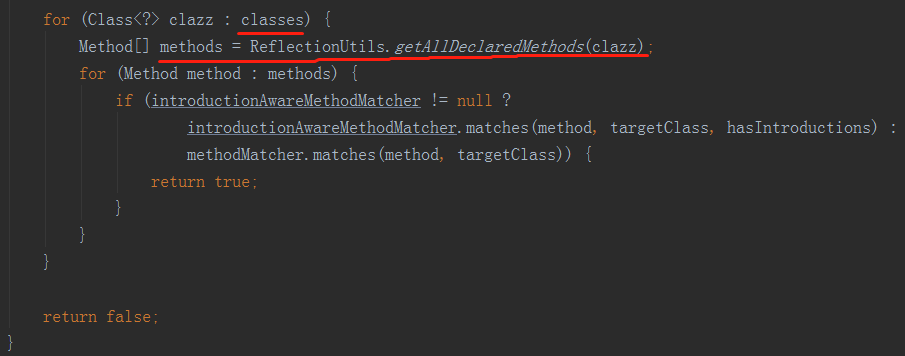 for (Class<?> clazz : classes) {
Method[] methods = ReflectionUtils.getAllDeclaredMethods(clazz);
for (Method method : methods) {
if (introductionAwareMethodMatcher != null ?
introductionAwareMethodMatcher.matches(method, targetClass, hasIntroductions) :
methodMatcher.matches(method, targetClass)) {
return true;
}
}
}
return false;
}